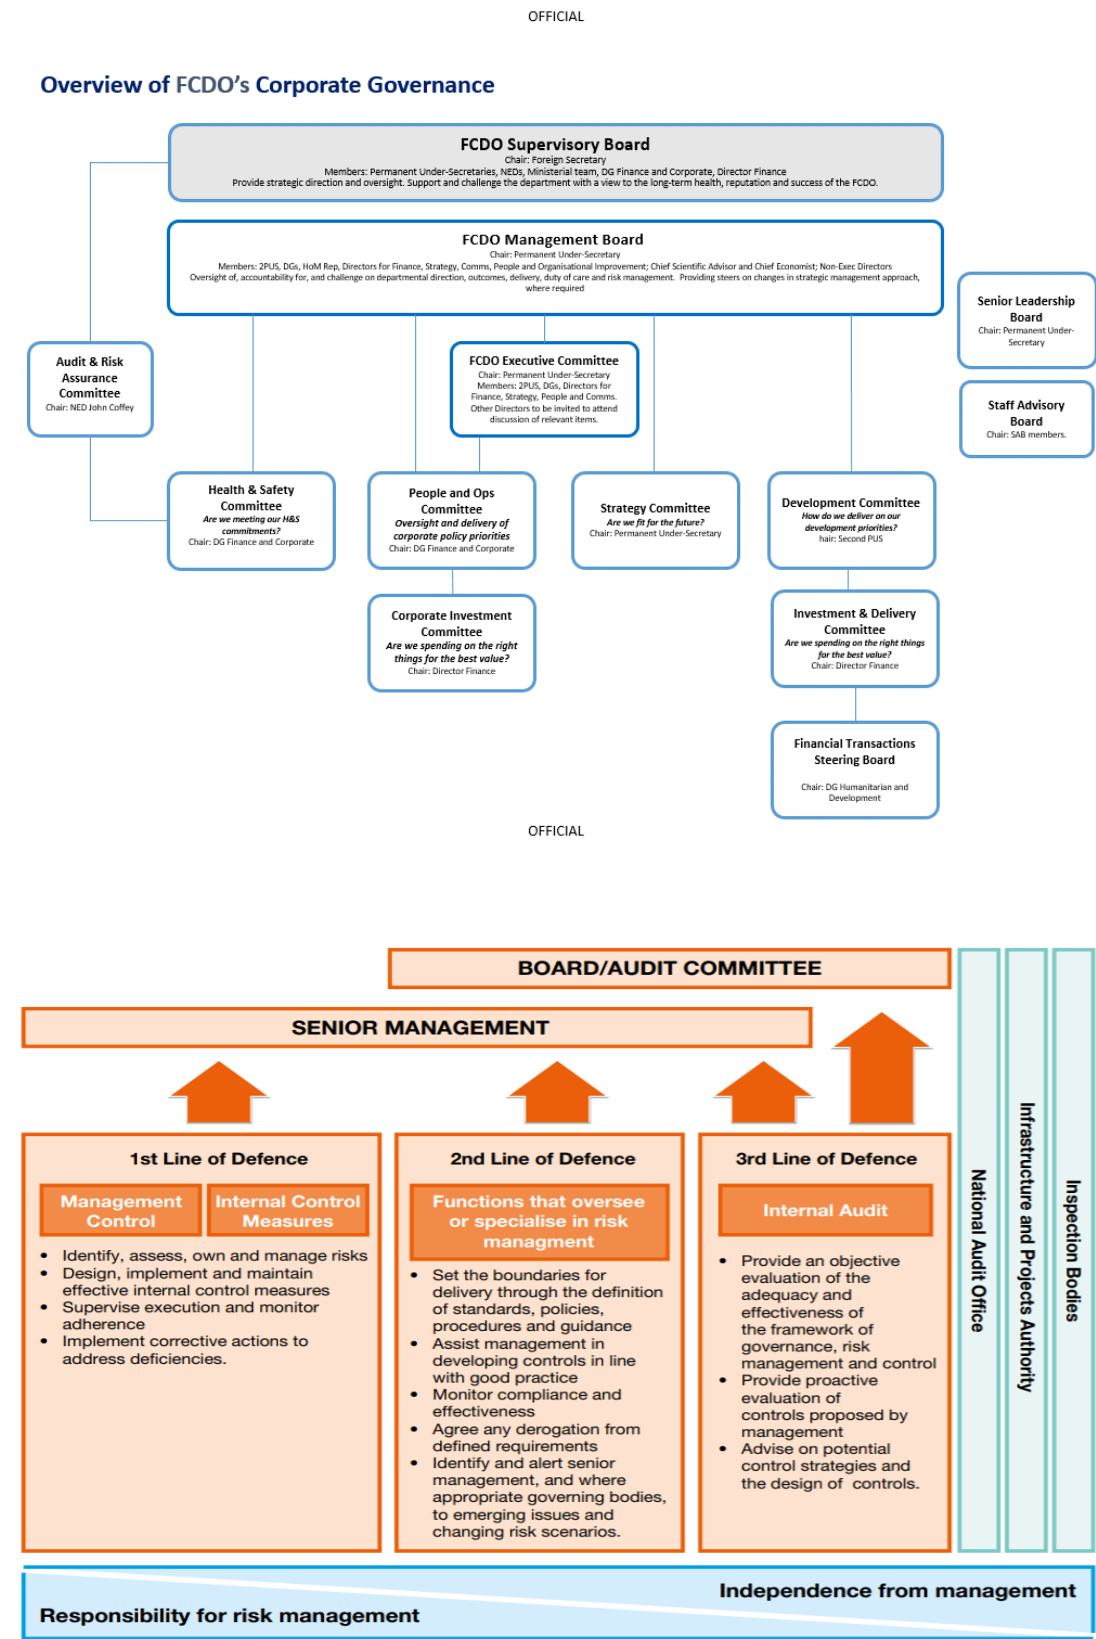 OFFICIAL
Overview of FCDO's Corporate Governance
FCDO Supervisory Board
Chair: Foreign Secretary
Members: Permanent Under-Secretaries, NEDs, Ministerial team, DG Finance and Corporate, Director Finance
Provide strategic direction and oversight. Support and challenge the department with a view to the long-term health, reputation and success of the FCDO.
FCDO Management Board
Chair: Permanent Under-Secretary
Members: 2PUS, DGs, HoM Rep, Directors for Finance, Strategy, Comms, People and Organisational Improvement; Chief Scientific Advisor and Chief Economist; Non-Exec Directors
Oversight of, accountability for, and challenge on departmental direction, outcomes, delivery, duty of care and risk management. Providing steers on changes in strategic management approach,
where required
Senior Leadership
Board
Chair: Permanent Under-
Secretary
Audit & Risk
Assurance
Committee
Chair: NED John Coffey
FCDO Executive Committee
Chair: Permanent Under-Secretary
Members: 2PUS, DGs, Directors for
Finance, Strategy, People and Comms.
Other Directors to be invited to attend
discussion of relevant items.
Staff Advisory
Board
Chair: SAB members.
Health & Safety
Committee
Are we meeting our H&S
commitments?
Chair: DG Finance and Corporate
People and Ops
Committee
Oversight and delivery of
corporate policy priorities
Chair: DG Finance and Corporate
Strategy Committee
Are we fit for the future?
Chair: Permanent Under-Secretary
Development Committee
How do we deliver on our
development priorities?
hair: Second PUS
Corporate Investment
Committee
Are we spending on the right
things for the best value?
Chair: Director Finance
Investment & Delivery
Committee
Are we spending on the right things
for the best value?
Chair: Director Finance
Financial Transactions
Steering Board
Chair: DG Humanitarian and
Development
OFFICIAL
BOARD/AUDIT COMMITTEE
SENIOR MANAGEMENT
1st Line of Defence
Management
Control
Internal Control
Measures
• Identify, assess, own and manage risks
• Design, implement and maintain
effective internal control measures
• Supervise execution and monitor
adherence
• Implement corrective actions to
address deficiencies.
2nd Line of Defence
Functions that oversee
or specialise in risk
managment
• Set the boundaries for
delivery through the definition
of standards, policies,
procedures and guidance
• Assist management in
developing controls in line
with good practice
• Monitor compliance and
effectiveness
• Agree any derogation from
defined requirements
• Identify and alert senior
management, and where
appropriate governing bodies,
to emerging issues and
changing risk scenarios.
3rd Line of Defence
Internal Audit
• Provide an objective
evaluation of the
adequacy and
effectiveness of
the framework of
governance, risk
management and control
• Provide proactive
evaluation of
controls proposed by
management
• Advise on potential
control strategies and
the design of controls.
National Audit Office
Infrastructure and Projects Authority
Inspection Bodies
Independence from management
Responsibility for risk management